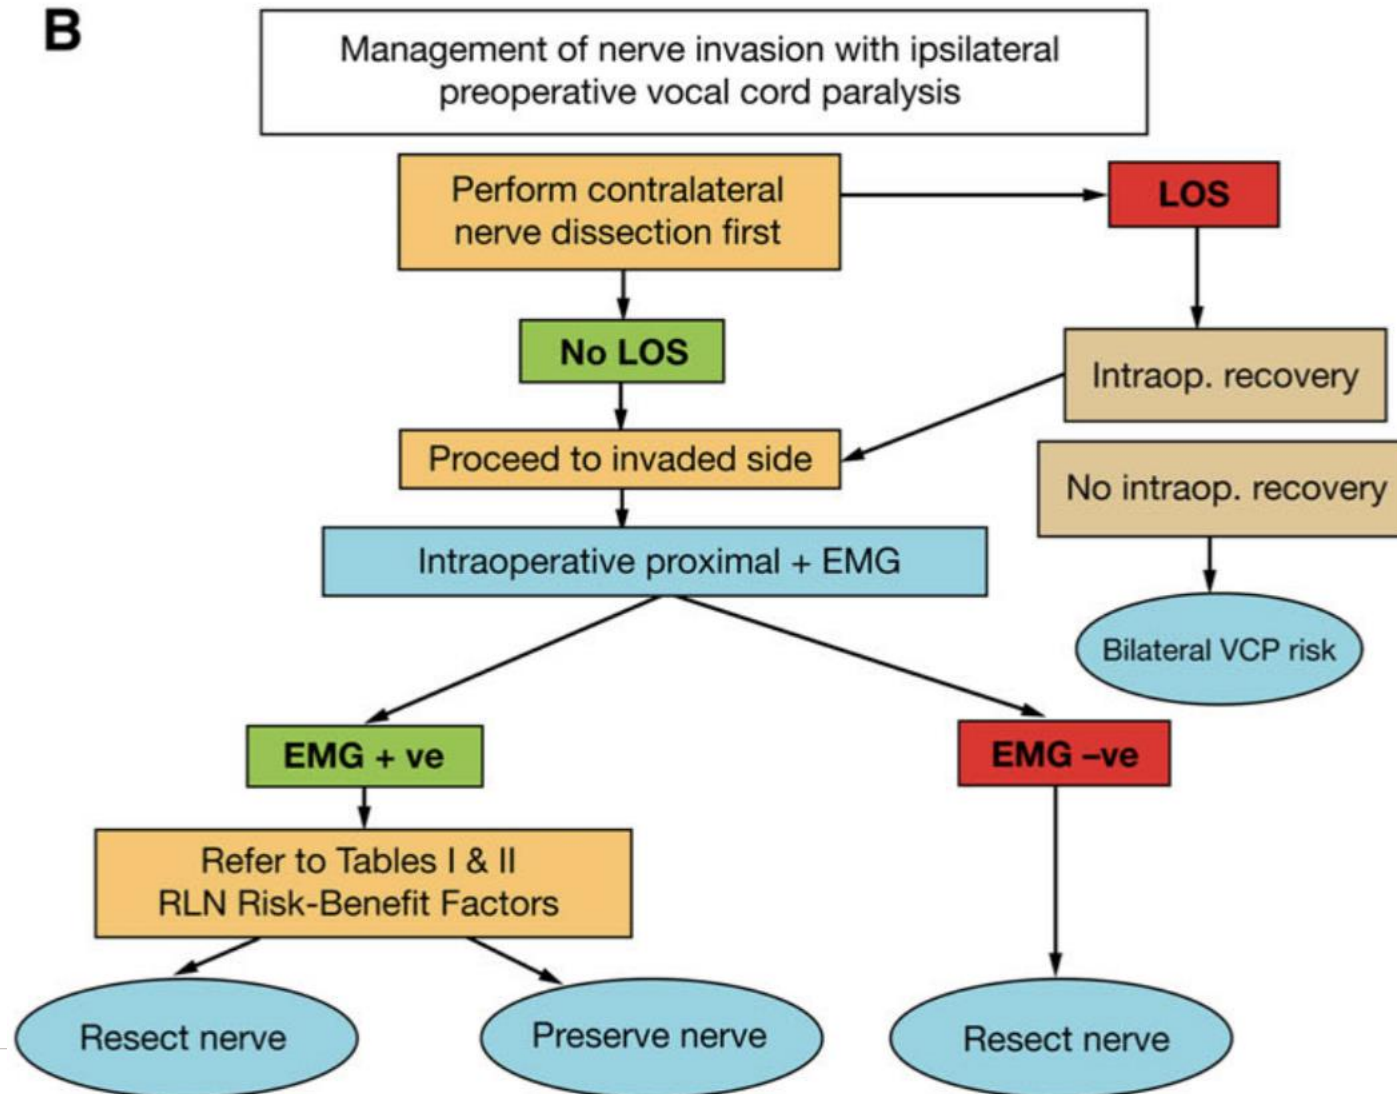 B
Management of nerve invasion with ipsilateral
preoperative vocal cord paralysis
Perform contralateral
nerve dissection first
LOS
No LOS
Intraop. recovery
Proceed to invaded side
No intraop. recovery
Intraoperative proximal + EMG
Bilateral VCP risk
EMG + ve
EMG –ve
Refer to Tables I & II
RLN Risk-Benefit Factors
Resect nerve
Preserve nerve
Resect nerve